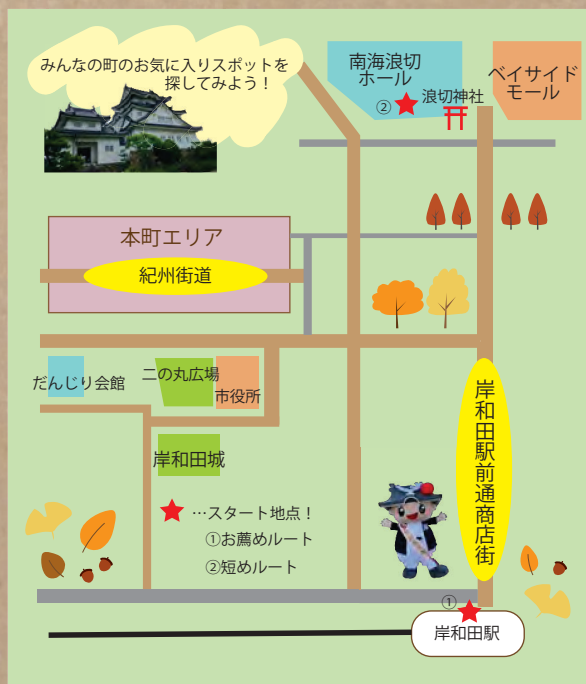 みんなの町のお気に入りスポットを
探してみよう！
南海浪切
ホール
②
浪切神社
ベイサイド
モール
本町エリア
紀州街道
だんじり会館
二の丸広場
市役所
岸和田城
岸和田駅前通商店街
…スタート地点！
①お薦めルート
②短めルート
①
岸和田駅